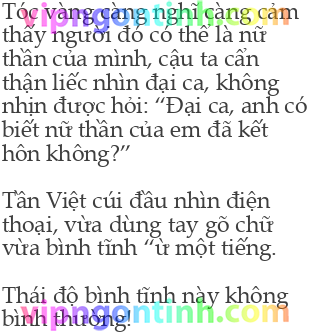 Tóc vàng càng nghĩ càng cảm
thấy người đó có thể là nữ
thần của mình, cậu ta cẩn
thận liếc nhìn đại ca, không
nhịn được hỏi: “Đại ca, anh có
biết nữ thần của em đã kết
hôn không?”
Tần Việt cúi đầu nhìn điện
thoại, vừa dùng tay gõ chữ
vừa bình tĩnh “ừ một tiếng.
Thái độ bình tĩnh này không
bình thường!
vipngontinh.com
vipngontinh.com